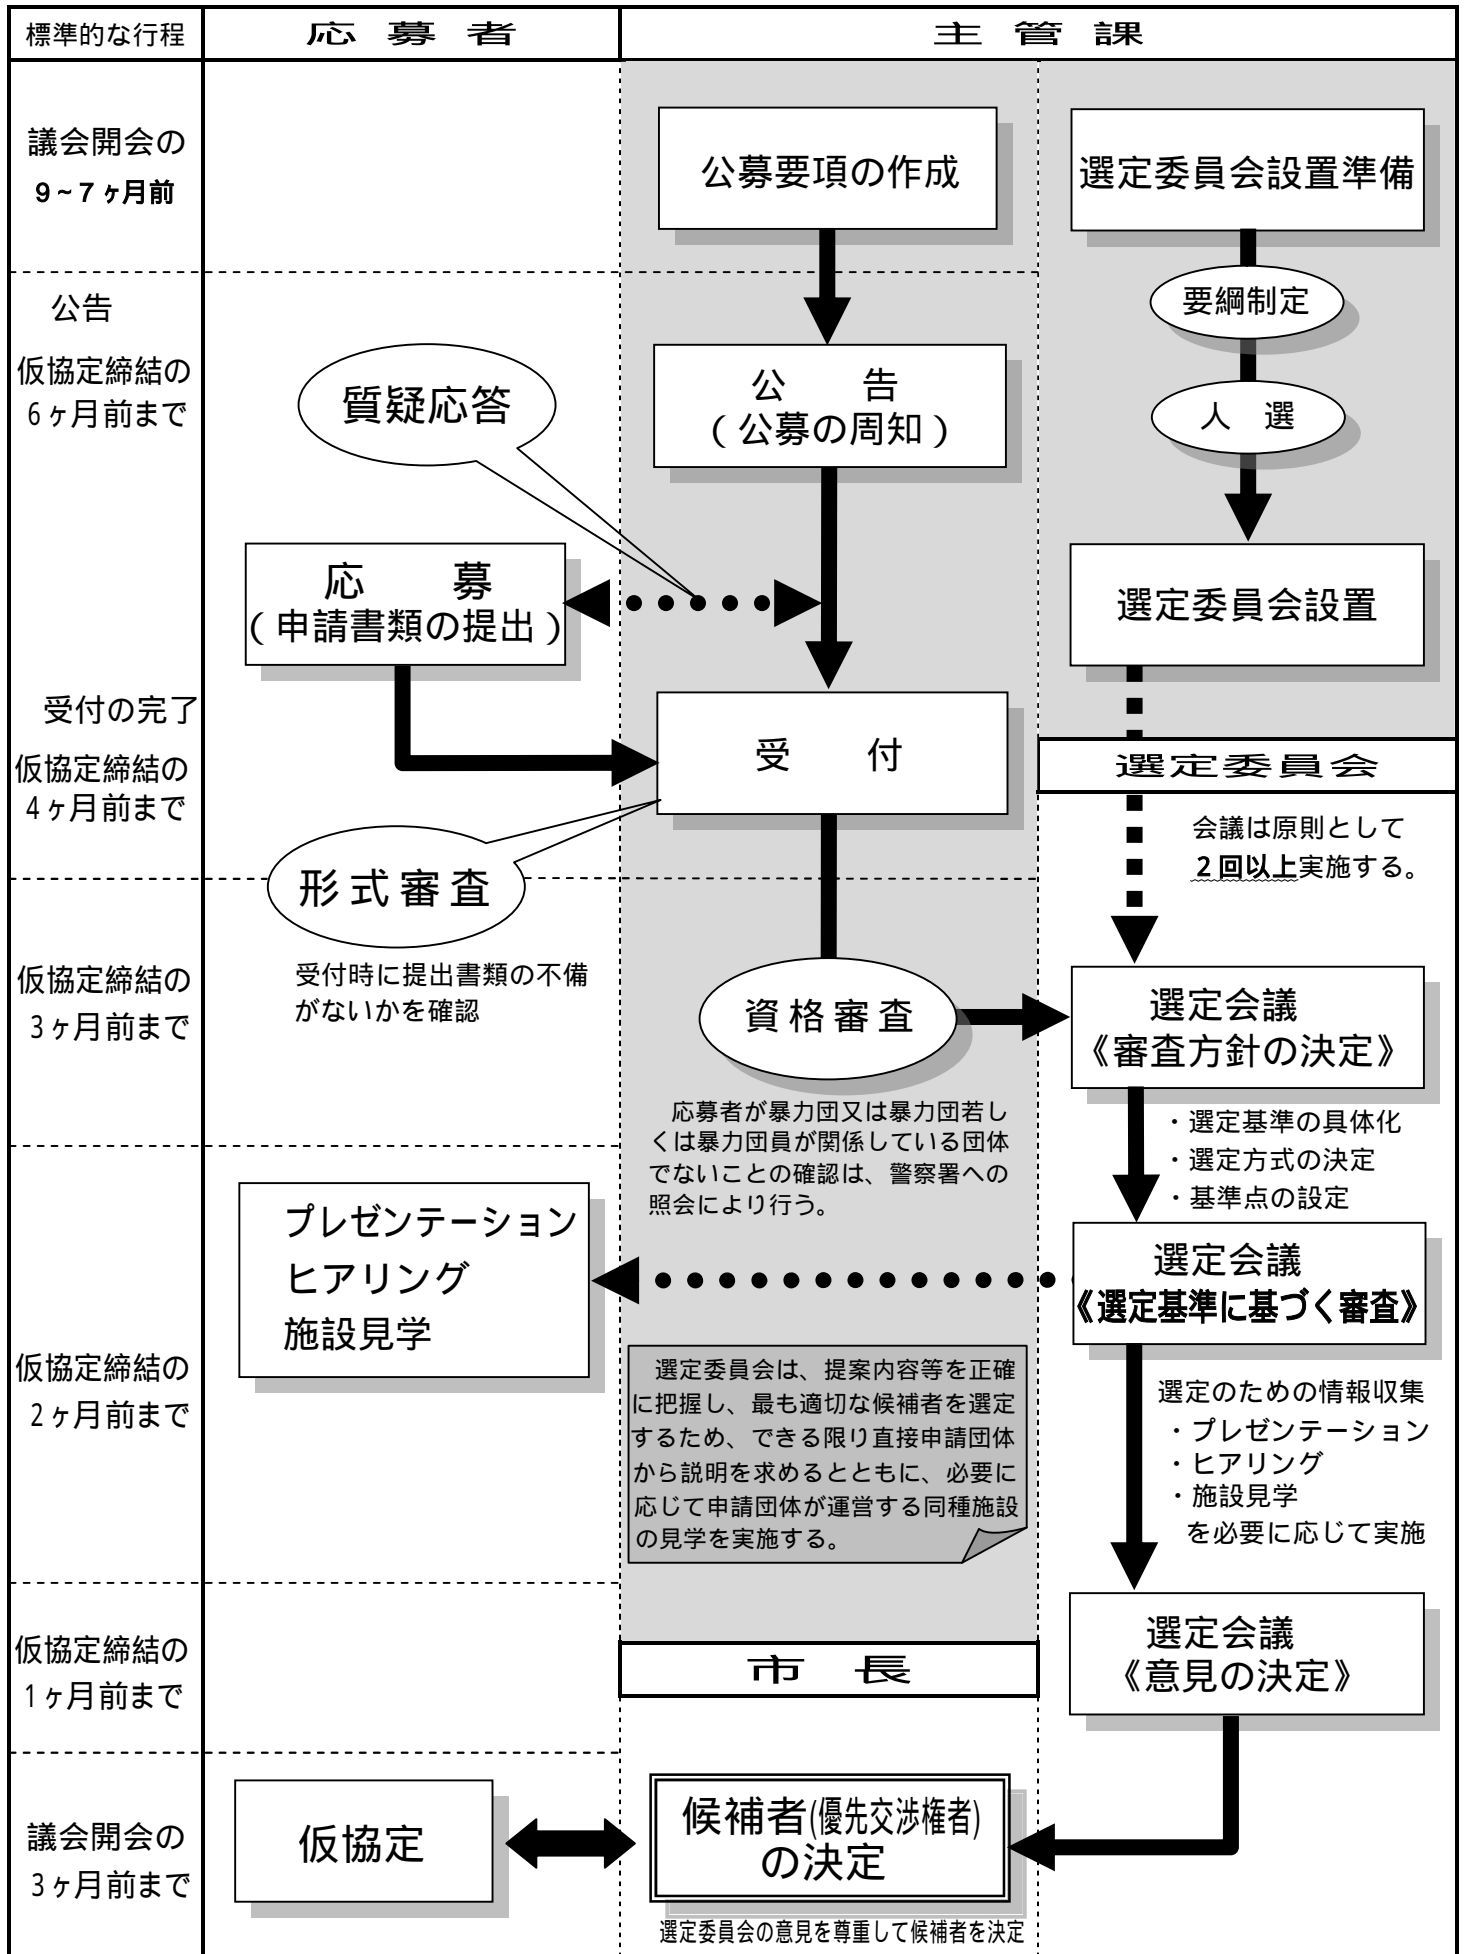 標準的な行程
応募者
主管課
議会開会の
9~7ヶ月前
公募要項の作成
選定委員会設置準備
公告
仮協定締結の
6ヶ月前まで
質疑応答
公　告
(公募の周知)
要綱制定
人　選
応　募
(申請書類の提出)
選定委員会設置
受付の完了
仮協定締結の
4ヶ月前まで
受　付
選定委員会
会議は原則として
2回以上実施する。
形式審査
受付時に提出書類の不備
がないかを確認
仮協定締結の
3ヶ月前まで
資格審査
選定会議
《審査方針の決定》
応募者が暴力団又は暴力団若し
くは暴力団員が関係している団体
でないことの確認は、警察署への
照会により行う。
・選定基準の具体化
・選定方式の決定
・基準点の設定
プレゼンテーション
ヒアリング
施設見学
選定会議
《選定基準に基づく審査》
仮協定締結の
2ヶ月前まで
選定委員会は、提案内容等を正確
に把握し、最も適切な候補者を選定
するため、できる限り直接申請団体
から説明を求めるとともに、必要に
応じて申請団体が運営する同種施設
の見学を実施する。
選定のための情報収集
・プレゼンテーション
・ヒアリング
・施設見学
を必要に応じて実施
仮協定締結の
1ヶ月前まで
市　長
選定会議
《意見の決定》
議会開会の
3ヶ月前まで
仮協定
候補者(優先交渉権者)
の決定
選定委員会の意見を尊重して候補者を決定